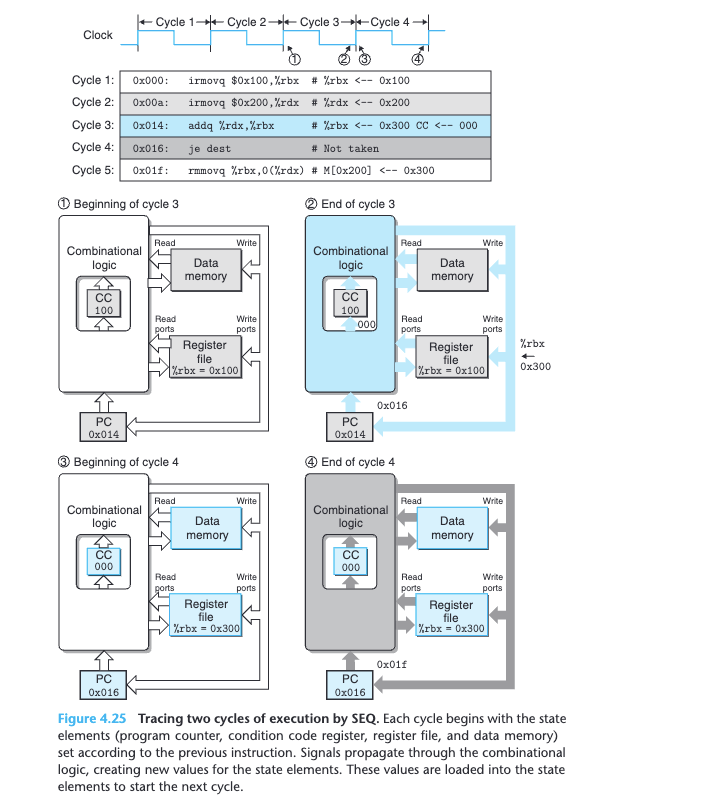 Cycle 1 Cycle 2 Cycle 3 Cycle 4
Clock
① ② ③ ④
Cycle 1: 0x000: irmovq $0x100,%rbx # %rbx <-- 0x100
Cycle 2: 0x00a: irmovq $0x200,%rdx # %rdx <-- 0x200
Cycle 3: 0x014: addq %rdx,%rbx # %rbx <-- 0x300 CC <-- 000
Cycle 4: 0x016: je dest # Not taken
Cycle 5: 0x01f: rmmovq %rbx,0(%rdx) # M[0x200] <-- 0x300
① Beginning of cycle 3
Combinational
logic
CC
100
Read
Write
Data
memory
Read
ports
Write
ports
Register
file
%rbx = 0x100
PC
0x014
② End of cycle 3
Combinational
logic
CC
100
000
Read
Write
Data
memory
Read
ports
Write
ports
Register
file
%rbx = 0x100
%rbx
←
0x300
0x016
PC
0x014
③ Beginning of cycle 4
Combinational
logic
CC
000
Read
Write
Data
memory
Read
ports
Write
ports
Register
file
%rbx = 0x300
PC
0x016
④ End of cycle 4
Combinational
logic
CC
000
Read
Write
Data
memory
Read
ports
Write
ports
Register
file
%rbx = 0x300
0x01f
PC
0x016
Figure 4.25 Tracing two cycles of execution by SEQ. Each cycle begins with the state
elements (program counter, condition code register, register file, and data memory)
set according to the previous instruction. Signals propagate through the combinational
logic, creating new values for the state elements. These values are loaded into the state
elements to start the next cycle.